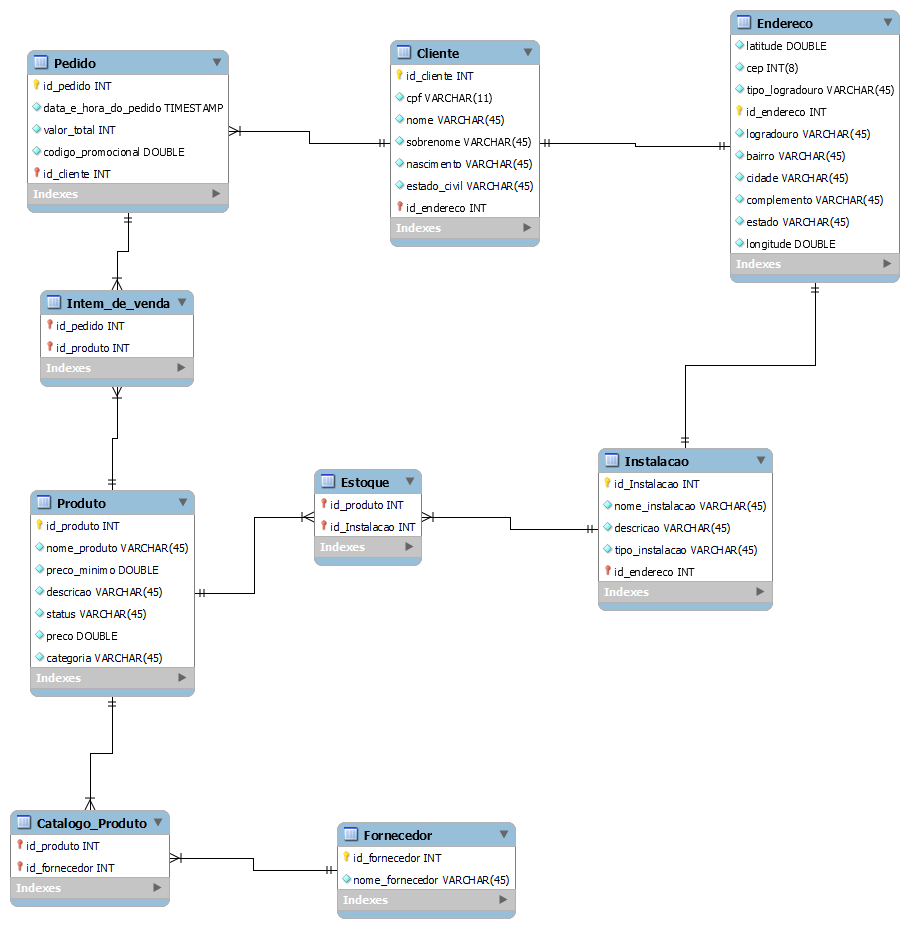 Pedido
id_pedido INT
data_e_hora_do_pedido TIMESTAMP
valor_total INT
codigo_promocional DOUBLE
id_cliente INT
Indexes
Cliente
id_cliente INT
cpf VARCHAR(11)
nome VARCHAR(45)
sobrenome VARCHAR(45)
nascimento VARCHAR(45)
estado_civil VARCHAR(45)
id_endereco INT
Indexes
Endereco
latitude DOUBLE
cep INT(8)
tipo_logradouro VARCHAR(45)
id_endereco INT
logradouro VARCHAR(45)
bairro VARCHAR(45)
cidade VARCHAR(45)
complemento VARCHAR(45)
estado VARCHAR(45)
longitude DOUBLE
Indexes
Intem_de_venda
id_pedido INT
id_produto INT
Indexes
Produto
id_produto INT
nome_produto VARCHAR(45)
preco_minimo DOUBLE
descricao VARCHAR(45)
status VARCHAR(45)
preco DOUBLE
categoria VARCHAR(45)
Indexes
Estoque
id_produto INT
id_Instalacao INT
Indexes
Instalacao
id_Instalacao INT
nome_instalacao VARCHAR(45)
descricao VARCHAR(45)
tipo_instalacao VARCHAR(45)
id_endereco INT
Indexes
Catalogo_Produto
id_produto INT
id_fornecedor INT
Indexes
Fornecedor
id_fornecedor INT
nome_fornecedor VARCHAR(45)
Indexes